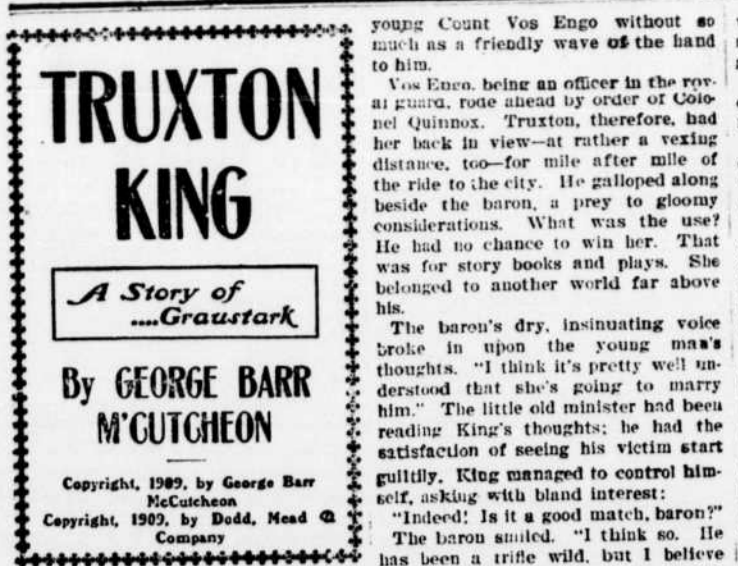 TRUXTON
KING
A Story of
....Graustark
By GEORGE BARR
M'CUTCHEON
Copyright, 1909, by George Barr
McCutcheon
Copyright, 1909, by Dodd, Mead &
Company
young Count Vos Engo without so
much as a friendly wave of the hand
to him.
Vos Engo, being an officer in the roy-
al guard, rode ahead by order of Colo-
nel Quinnox. Truxton, therefore, had
her back in view—at rather a vexing
distance, too—for mile after mile of
the ride to the city. He galloped along
beside the baron, a prey to gloomy
considerations. What was the use?
He had no chance to win her. That
was for story books and plays. She
belonged to another world far above
his.
The baron's dry, insinuating voice
broke in upon the young man's
thoughts. "I think it's pretty well un-
derstood that she's going to marry
him." The little old minister had been
reading King's thoughts; he had the
satisfaction of seeing his victim start
guiltily. King managed to control him-
self, asking with bland interest:
"Indeed! Is it a good match, baron?"
The baron smiled. "I think so. He
has been a trifle wild, but I believe